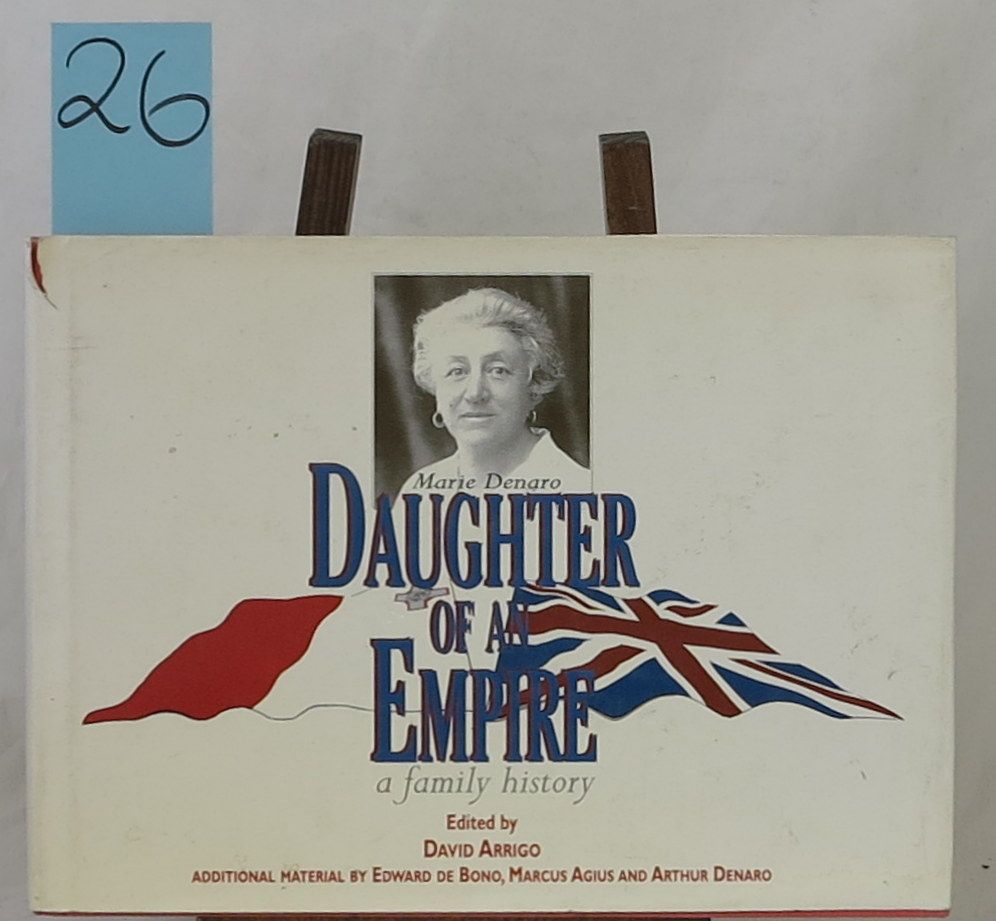 26
Marie Denaro
DAUGHTER
OF AN
EMPIRE
a family history
Edited by
DAVID ARRIGO
ADDITIONAL MATERIAL BY EDWARD DE BONO, MARCUS AGIUS AND ARTHUR DENARO